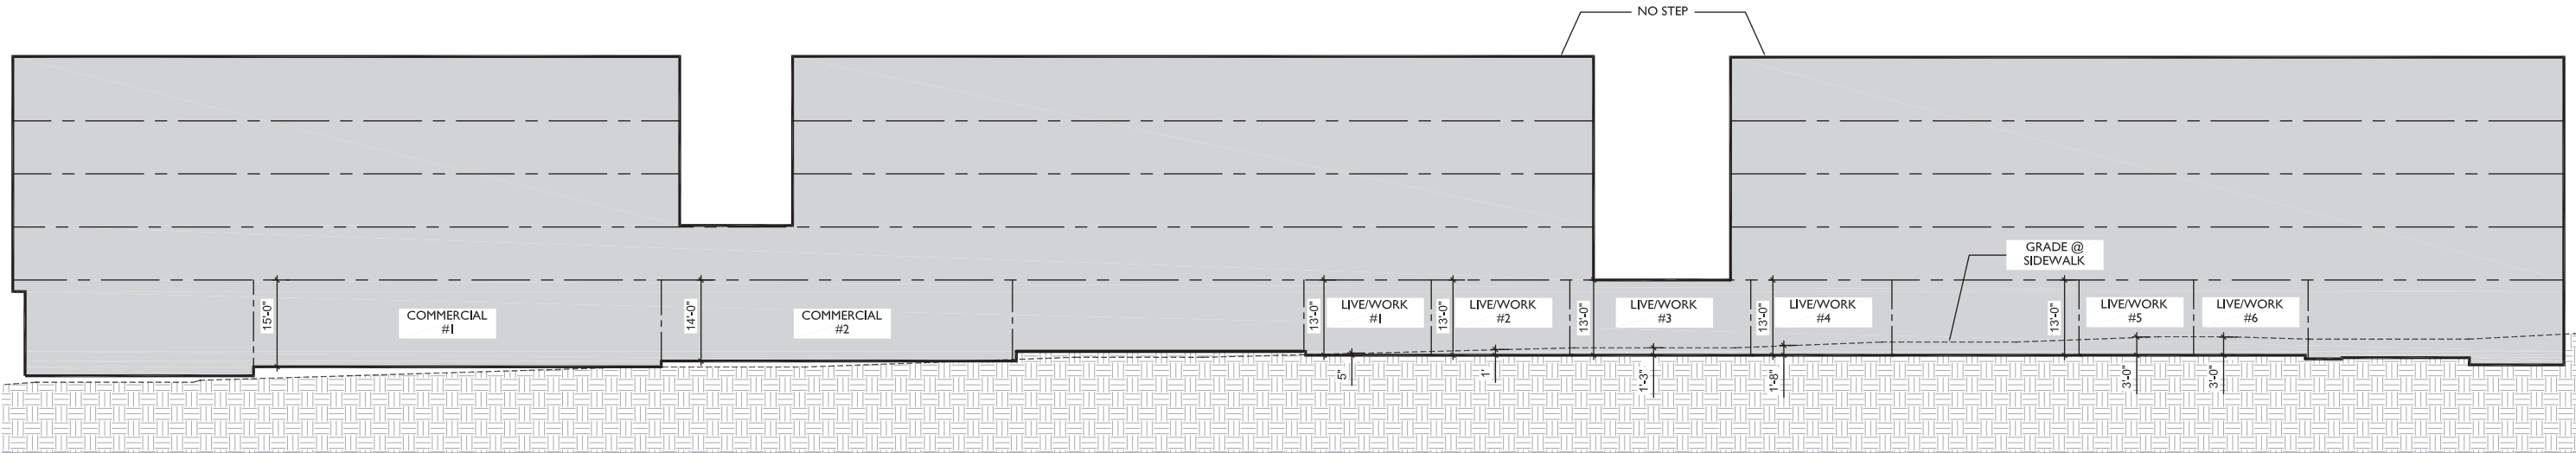 NO STEP
GRADE @
SIDEWALK
15'-0"
COMMERCIAL
#1
14'-0"
COMMERCIAL
#2
13'-0"
LIVE/WORK
#1
13'-0"
LIVE/WORK
#2
13'-0"
LIVE/WORK
#3
13'-0"
LIVE/WORK
#4
13'-0"
LIVE/WORK
#5
LIVE/WORK
#6
5"
1'
1'-3"
1'-8"
3'-0"
3'-0"